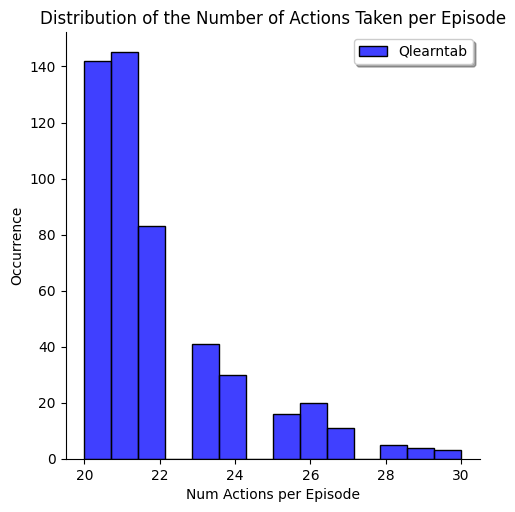 Distribution of the Number of Actions Taken per Episode
Qlearntab
140
120
100
80
60
40
20
0
Occurrence
20 22 24 26 28 30
Num Actions per Episode